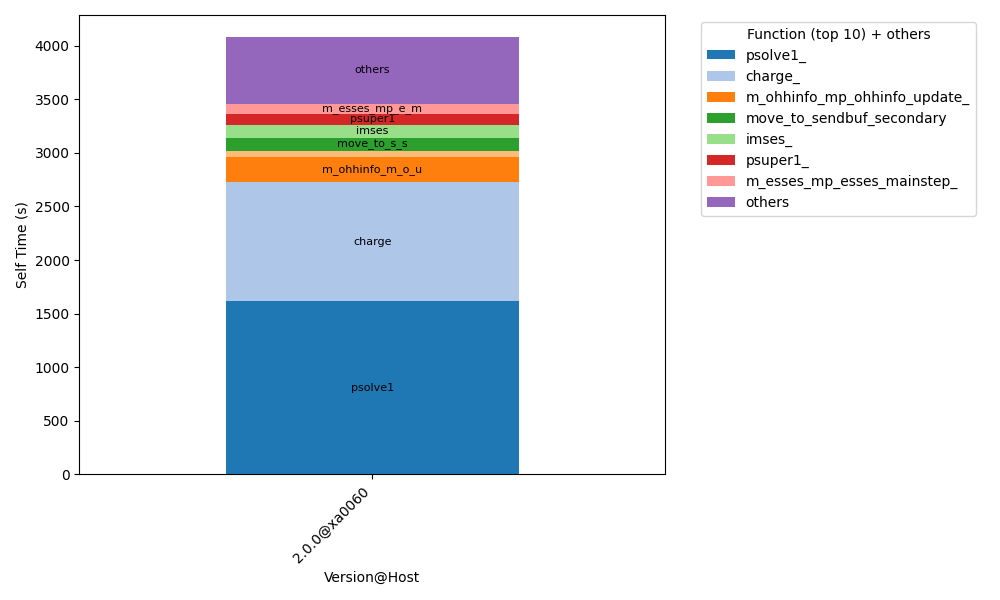 4000
3500
3000
2500
2000
1500
1000
500
0
Self Time (s)
others
m_esses_mp_e_m
psuper1
imses
move_to_s_s
m_ohhinfo_m_o_u
charge
psolve1
2.0.0@xa0060
Version@Host
Function (top 10) + others
psolve1_
charge_
m_ohhinfo_mp_ohhinfo_update_
move_to_sendbuf_secondary
imses_
psuper1_
m_esses_mp_esses_mainstep_
others